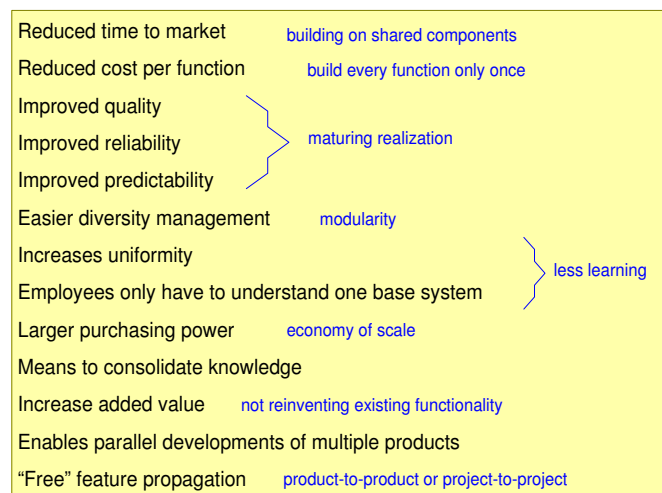 Reduced time to market building on shared components
Reduced cost per function build every function only once
Improved quality
Improved reliability maturing realization
Improved predictability
Easier diversity management modularity
Increases uniformity
less learning
Employees only have to understand one base system
Larger purchasing power economy of scale
Means to consolidate knowledge
Increase added value not reinventing existing functionality
Enables parallel developments of multiple products
“Free” feature propagation product-to-product or project-to-project